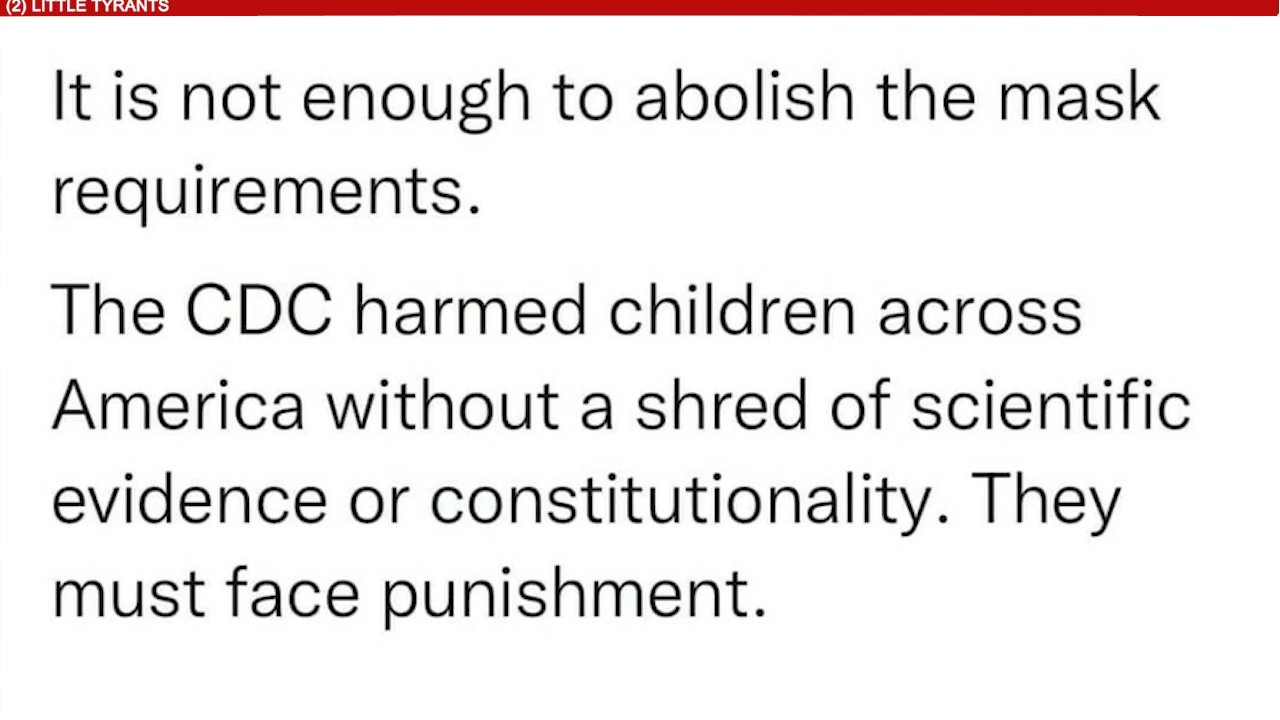 (2) LITTLE TYRANTS
It is not enough to abolish the mask
requirements.
The CDC harmed children across
America without a shred of scientific
evidence or constitutionality. They
must face punishment.